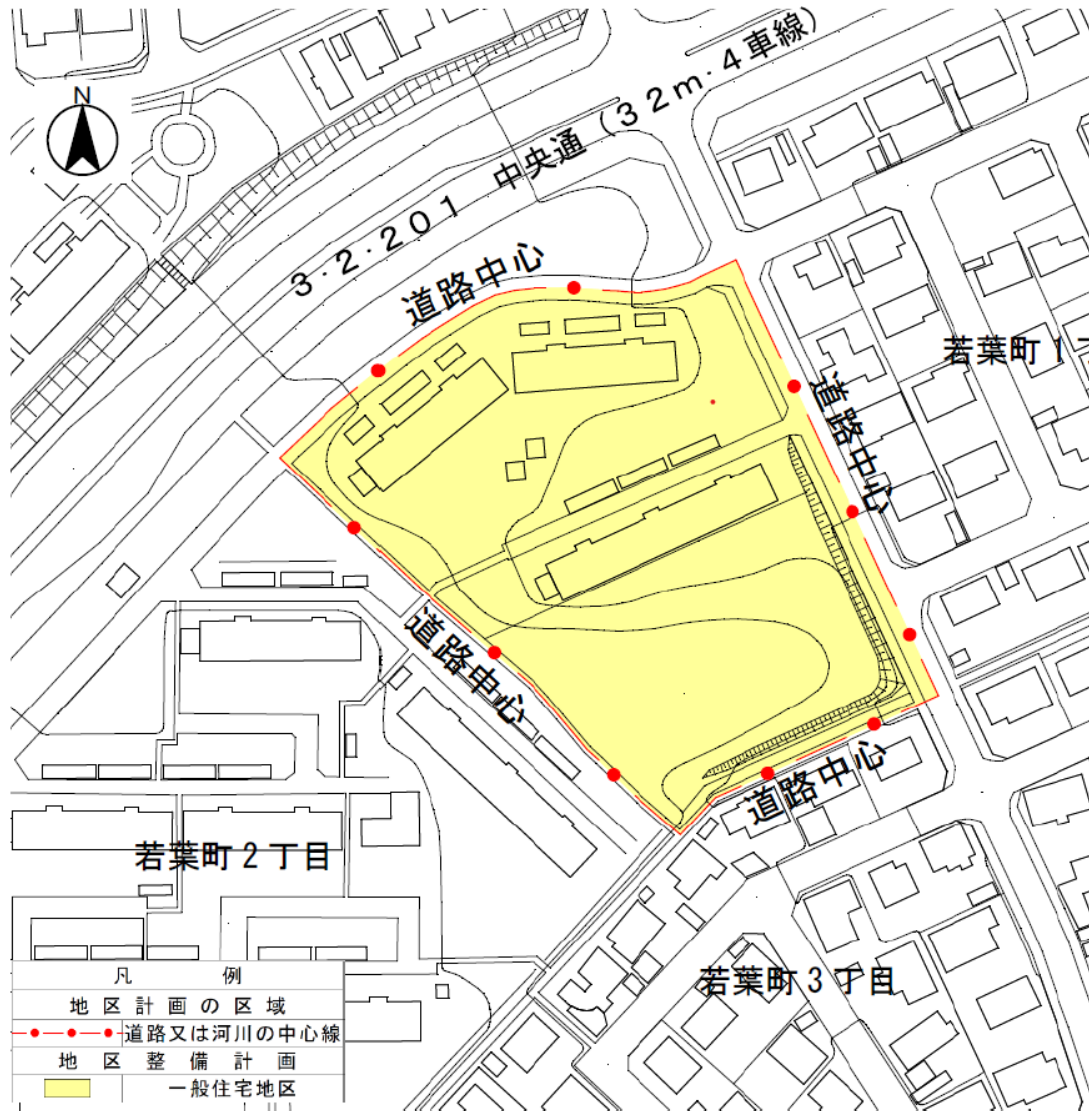 N
3・2・201 中央通（32m・4車線）
道路中心
若葉町1丁
道路中心
道路中心
道路中心
若葉町2丁目
若葉町3丁目
凡 例
地区計画の区域
道路又は河川の中心線
地区整備計画
一般住宅地区